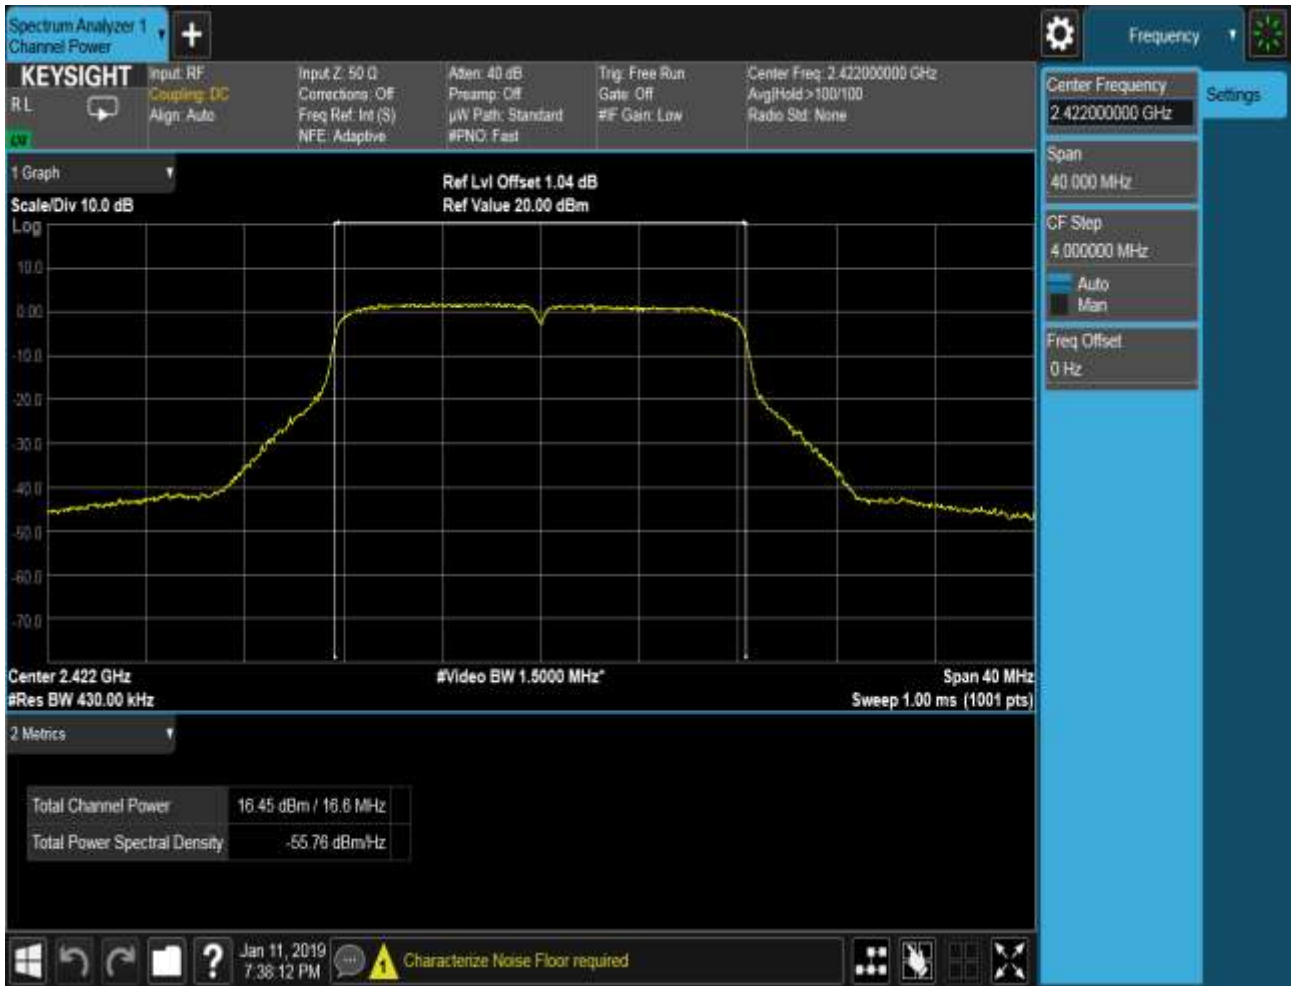 Spectrum Analyzer 1
Channel Power
+
Frequency
KEYSIGHT
R L
Input: RF
Coupling: DC
Align: Auto
Input Z: 50 Ω
Corrections: Off
Freq Ref: Int (S)
NFE: Adaptive
Atten: 40 dB
Preamp: Off
µW Path: Standard
#PNO: Fast
Trig: Free Run
Gate: Off
#IF Gain: Low
Center Freq: 2.422000000 GHz
Avg|Hold:>100/100
Radio Std: None
Center Frequency
2.422000000 GHz
Settings
Span
40.000 MHz
CF Step
4.000000 MHz
Auto
Man
Freq Offset
0 Hz
1 Graph
Scale/Div 10.0 dB
Ref Lvl Offset 1.04 dB
Ref Value 20.00 dBm
Log
10.0
0.00
-10.0
-20.0
-30.0
-40.0
-50.0
-60.0
-70.0
Center 2.422 GHz
#Video BW 1.5000 MHz*
Span 40 MHz
#Res BW 430.00 kHz
Sweep 1.00 ms (1001 pts)
2 Metrics
Total Channel Power 16.45 dBm / 16.6 MHz
Total Power Spectral Density -55.76 dBm/Hz
?
Jan 11, 2019
7:38:12 PM
1
Characterize Noise Floor required